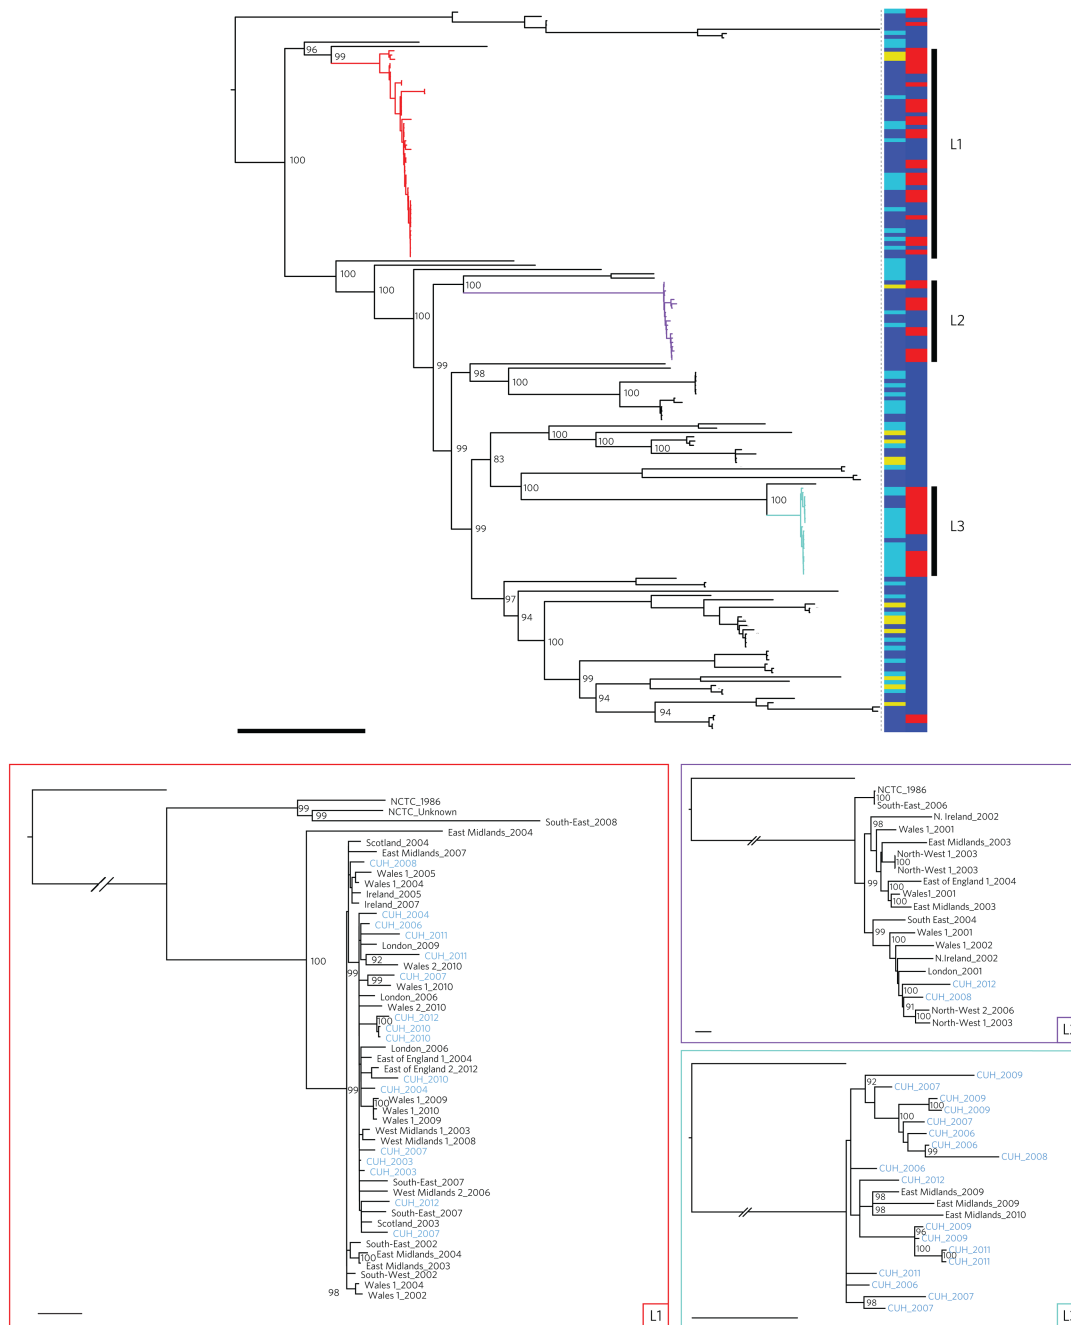 96
99
L1
100
100
100
100
L2
100
99
98
100
99
100
100
100
83
100
100
L3
99
97
94
100
99
94
94
NCTC_1986
99
NCTC_Unknown
99
South-East_2008
East Midlands_2004
Scotland_2004
East Midlands_2007
CUH_2008
Wales 1_2005
Wales 1_2004
Ireland_2005
Ireland_2007
CUH_2004
CUH_2006
CUH_2011
London_2009
CUH_2011
92
Wales 2_2010
100
99
CUH_2007
99
Wales 1_2010
London_2006
Wales 2_2010
CUH_2012
100
CUH_2010
CUH_2010
London_2006
East of England 1_2004
East of England 2_2012
CUH_2010
99
CUH_2004
Wales 1_2009
100
Wales 1_2010
Wales 1_2009
West Midlands 1_2003
West Midlands 1_2008
CUH_2007
CUH_2003
CUH_2003
South-East_2007
West Midlands 2_2006
CUH_2012
South-East_2007
Scotland_2003
CUH_2007
South-East_2002
East Midlands_2004
100
East Midlands_2003
South-West_2002
Wales 1_2004
98
Wales 1_2002
L1
NCTC_1986
100
South-East_2006
N. Ireland_2002
98
Wales 1_2001
East Midlands_2003
North-West 1_2003
100
North-West 1_2003
99
East of England 1_2004
100
Wales1_2001
100
East Midlands_2003
South East_2004
99
Wales 1_2001
100
Wales 1_2002
N.Ireland_2002
London_2001
CUH_2012
100
CUH_2008
91
North-West 2_2006
100
North-West 1_2003
CUH_2009
92
CUH_2007
CUH_2009
100
CUH_2009
100
CUH_2007
CUH_2006
CUH_2006
99
CUH_2008
CUH_2006
CUH_2012
East Midlands_2009
98
East Midlands_2009
98
East Midlands_2010
CUH_2009
96
CUH_2009
100
CUH_2011
100
CUH_2011
CUH_2011
CUH_2006
CUH_2007
98
CUH_2007